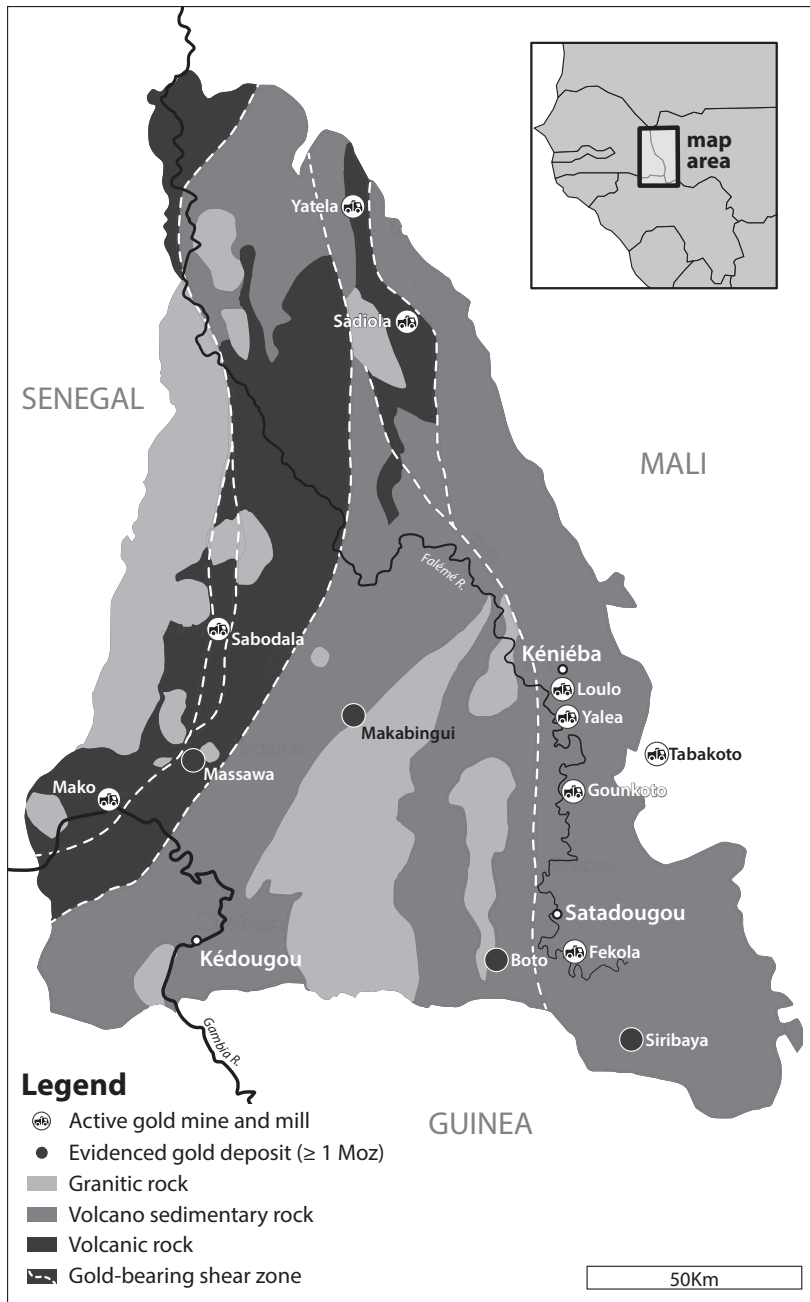 map
area
Yatela
Sadiola
SENEGAL
MALI
Falémé R.
Kéniéba
Sabodala
Loulo
Yalea
Makabingui
Tabakoto
Massawa
Mako
Gounkoto
Satadougou
Kédougou
Boto
Fekola
Gambia R.
Siribaya
Legend
GUINEA
Active gold mine and mill
Evidenced gold deposit (≥ 1 Moz)
Granitic rock
Volcano sedimentary rock
Volcanic rock
Gold-bearing shear zone
50Km